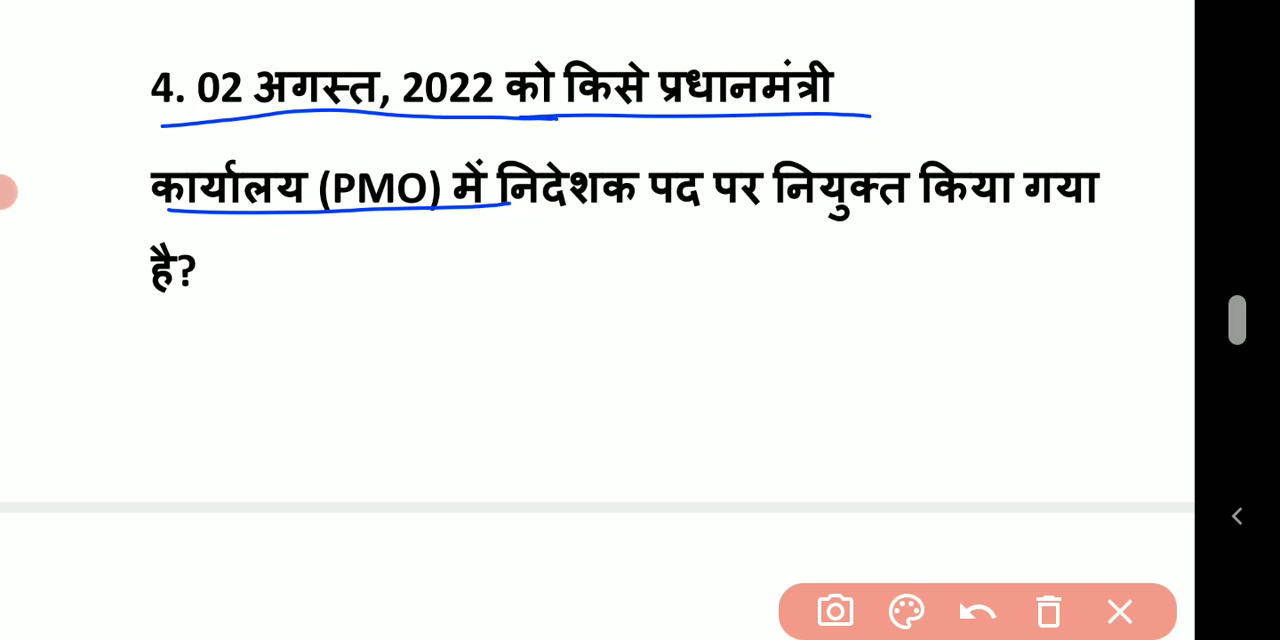 4. 02 अगस्त, 2022 को किसे प्रधानमंत्री
कार्यालय (PMO) में निदेशक पद पर नियुक्त किया गया
है?